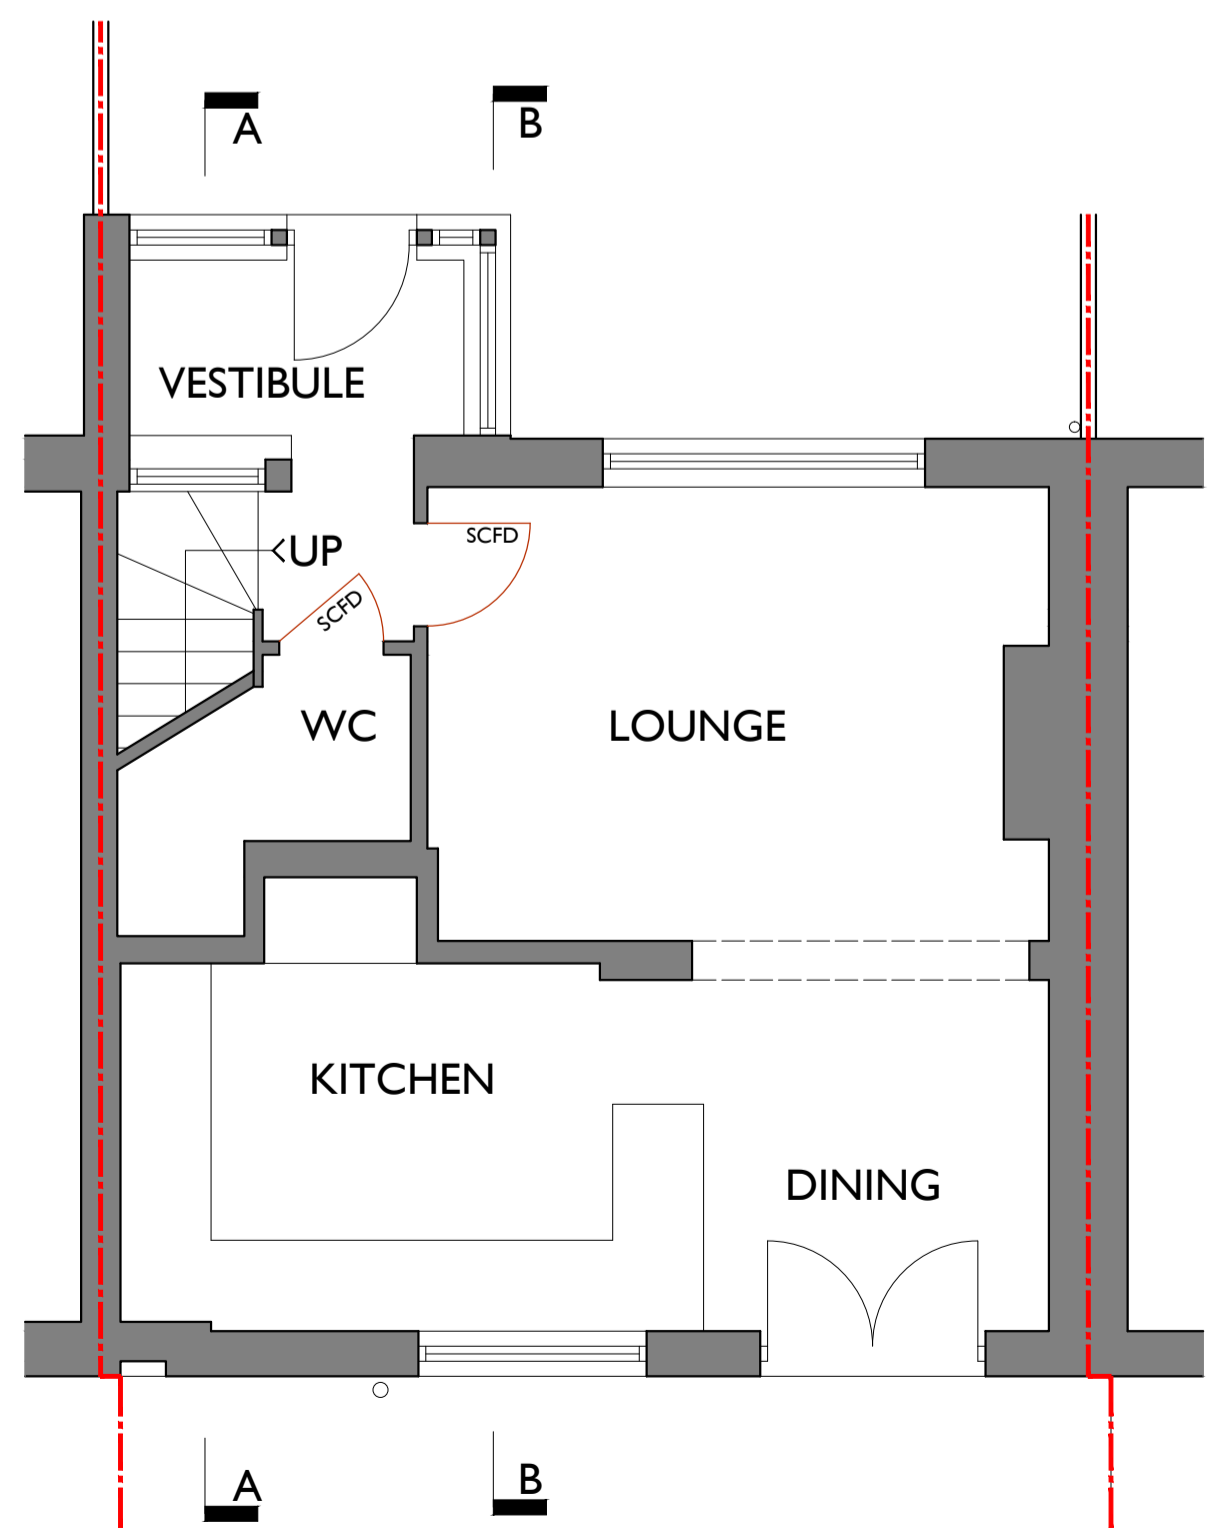 A
B
VESTIBULE
SCFD
UP
SCFD
WC
LOUNGE
KITCHEN
DINING
A
B